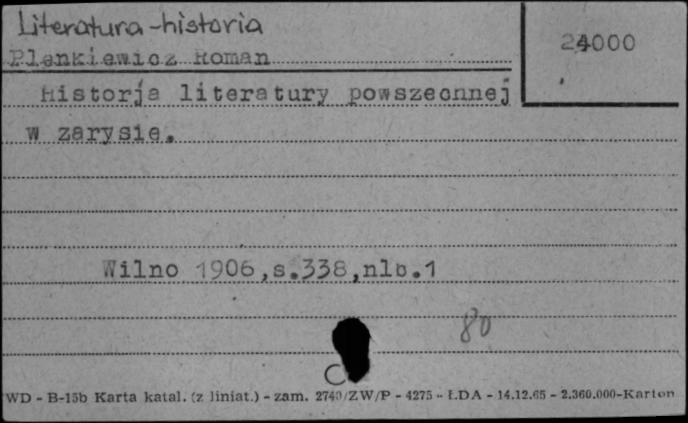 Literatura-historia
24000
Plenkiewicz Roman
Historja literatury powszechnej
w zarysie.
Wilno 1906,s.338,nlb.1
80
C
WD - B-15b Karta katal. (z liniat.) - zam. 2740/ZW/P - 4275 - ŁDA - 14.12.65 - 2.360.000-Karton